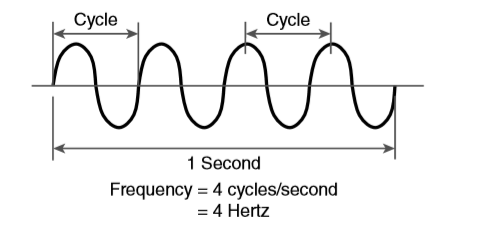 Cycle
Cycle
1 Second
Frequency = 4 cycles/second
= 4 Hertz